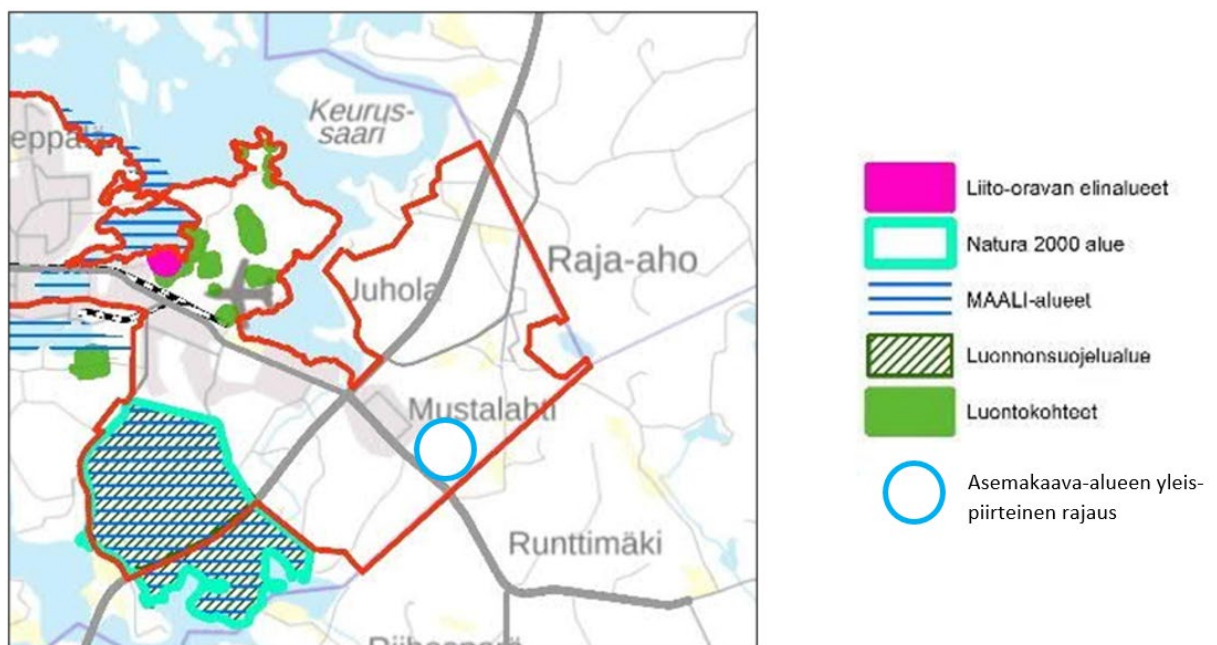 Keurus-
saari
eppälä
Raja-aho
Juhola
Mustalahti
Runttimäki
Liito-oravan elinalueet
Natura 2000 alue
MAALI-alueet
Luonnonsuojelualue
Luontokohteet
Asemakaava-alueen yleis-
piirteinen rajaus